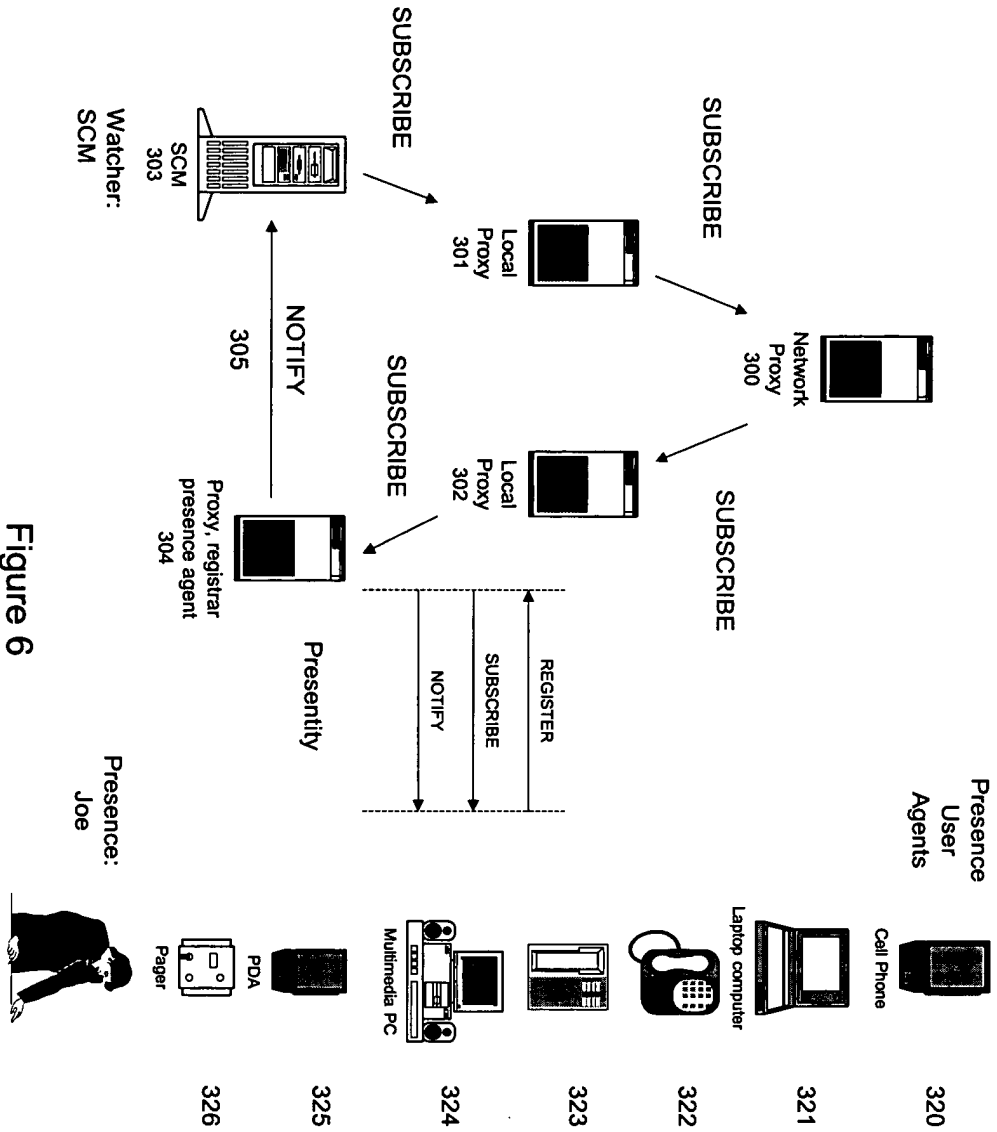 SUBSCRIBE
SUBSCRIBE
Network
Proxy
300
SUBSCRIBE
Local
Proxy
301
Local
Proxy
302
SUBSCRIBE
SCM
303
Watcher:
SCM
NOTIFY
305
Proxy, registrar
presence agent
304
REGISTER
SUBSCRIBE
NOTIFY
Presentity
Presence
User
Agents
Cell Phone
320
Laptop computer
321
322
323
Multimedia PC
324
PDA
325
Pager
326
Presence:
Joe
Figure 6